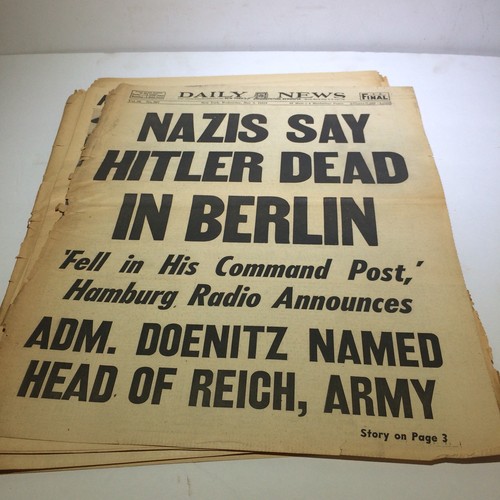 DAILY NEWS
FINAL
NAZIS SAY
HITLER DEAD
IN BERLIN
'Fell in His Command Post,'
Hamburg Radio Announces
ADM. DOENITZ NAMED
HEAD OF REICH, ARMY
Story on Page 3